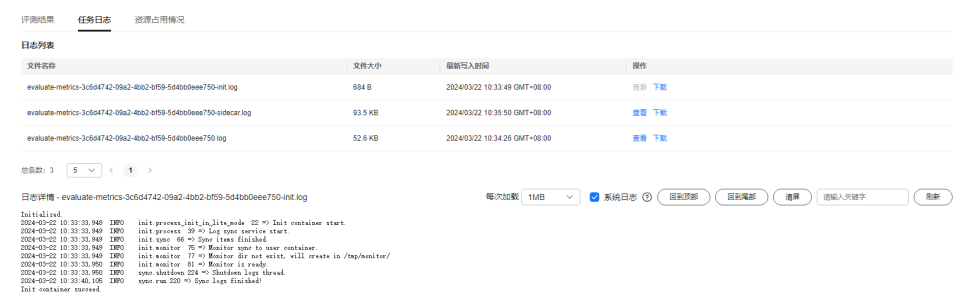 评测结果 任务日志 资源占用情况
日志列表
文件名称 文件大小 最新写入时间 操作
evaluate-metrics-3c6d4742-09a2-4bb2-bf59-5d4bb0eee750-init.log 684 B 2024/03/22 10:33:49 GMT+08:00 查看 下载
evaluate-metrics-3c6d4742-09a2-4bb2-bf59-5d4bb0eee750-sidecar.log 93.5 KB 2024/03/22 10:35:50 GMT+08:00 查看 下载
evaluate-metrics-3c6d4742-09a2-4bb2-bf59-5d4bb0eee750.log 52.6 KB 2024/03/22 10:34:26 GMT+08:00 查看 下载
总条数: 3 5 < 1 >
日志详情 - evaluate-metrics-3c6d4742-09a2-4bb2-bf59-5d4bb0eee750-init.log 每次加载 1MB 系统日志 ? 回到顶部 回到尾部 清屏 请输入关键字 刷新
Initialized.
2024-03-22 10:33:33,948 INFO init.process_init_in_lite_mode 22 => Init container start.
2024-03-22 10:33:33,949 INFO init.process 39 => Log sync service start.
2024-03-22 10:33:33,949 INFO init.sync 66 => Sync items finished.
2024-03-22 10:33:33,949 INFO init.monitor 75 => Monitor sync to user container.
2024-03-22 10:33:33,949 INFO init.monitor 77 => Monitor dir not exist, will create in /tmp/monitor/
2024-03-22 10:33:33,950 INFO init.monitor 81 => Monitor is ready.
2024-03-22 10:33:33,950 INFO sync.shutdown 224 => Shutdown logs thread.
2024-03-22 10:33:40,105 INFO sync.run 220 => Sync logs finished!
Init container succeed.